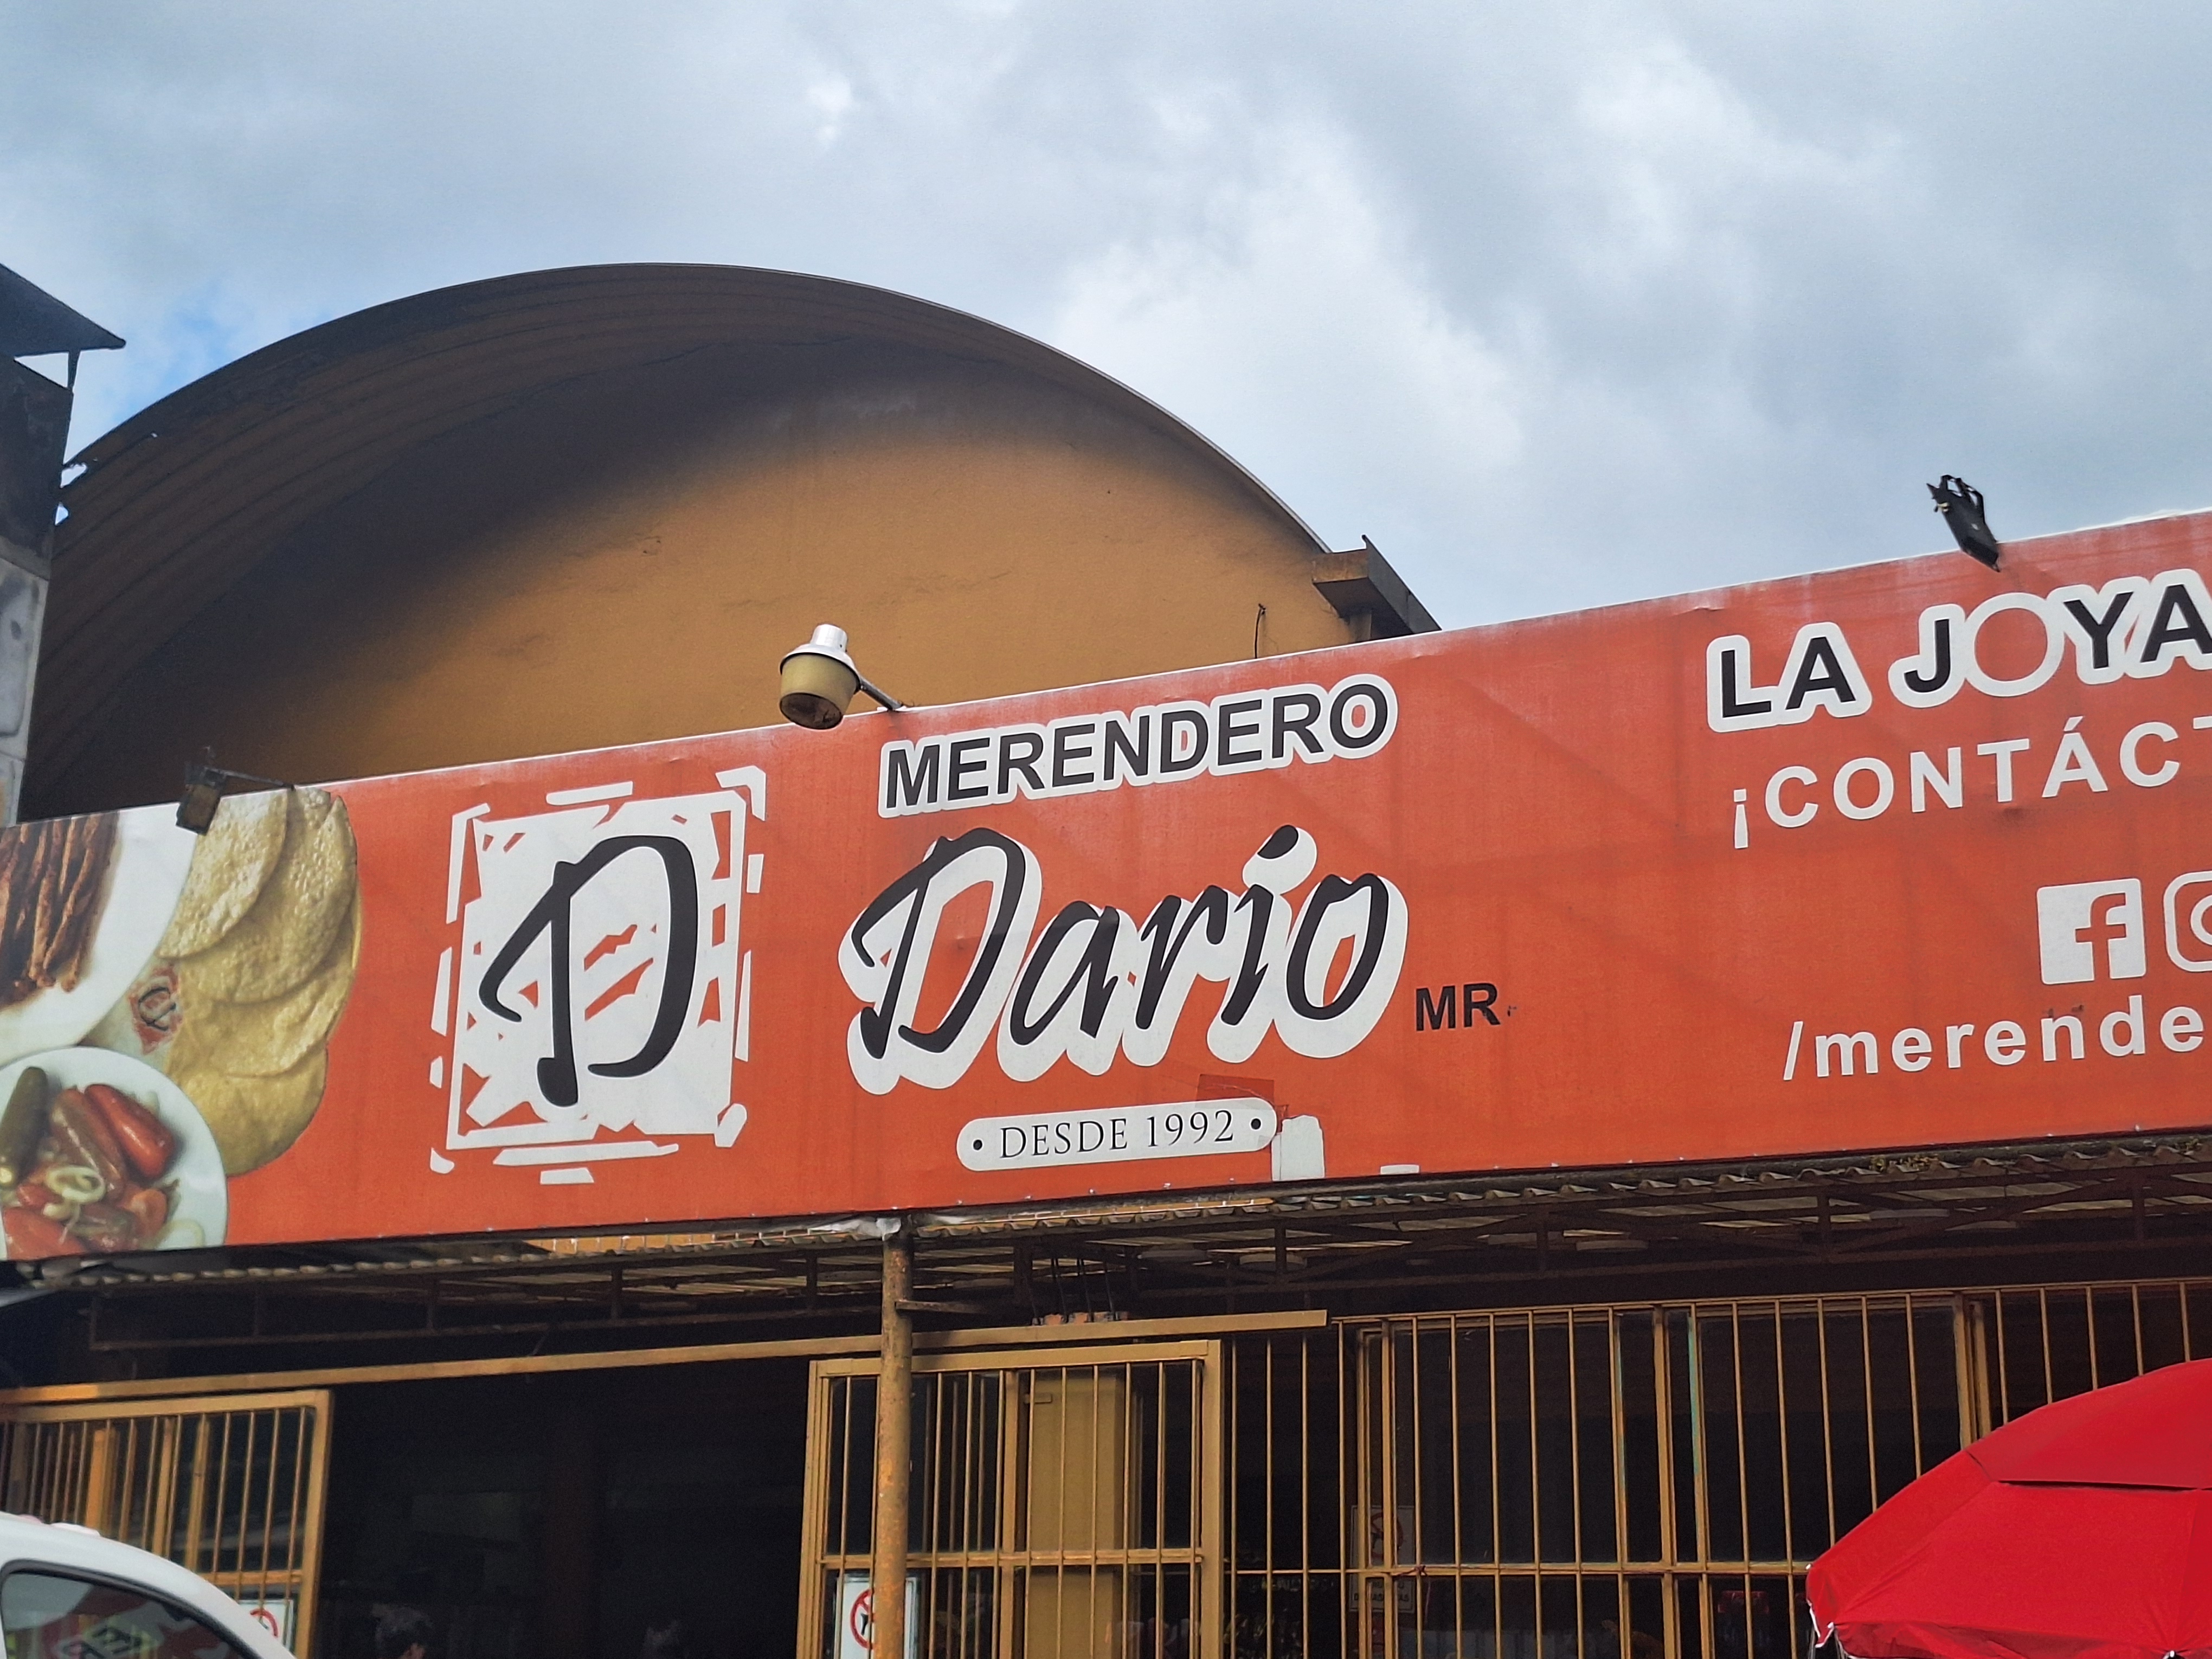 D
MERENDERO
Dario
MR
• DESDE 1992 •
LA JOYA
¡CONTÁCT
/merende